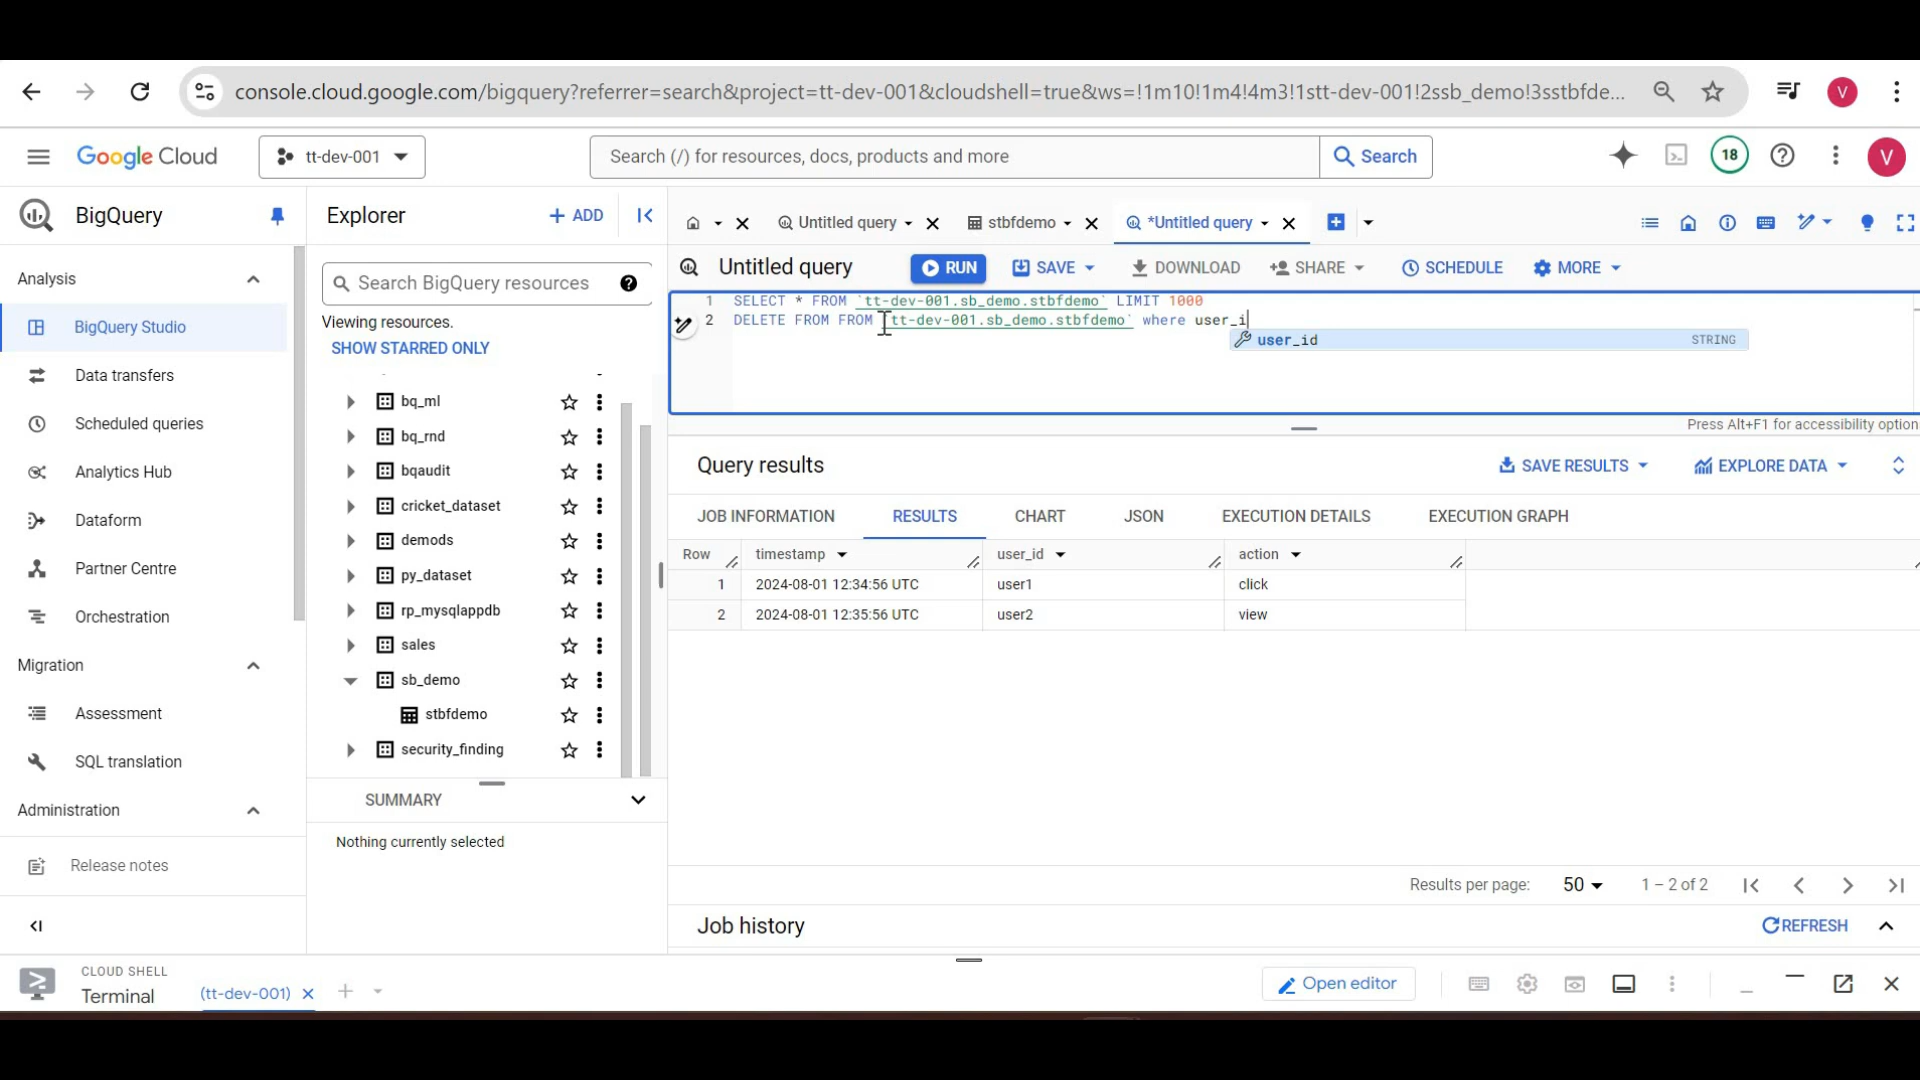 console.cloud.google.com/bigquery?referrer=search&project=tt-dev-001&cloudshell=true&ws=!1m10!1m4!4m3!1stt-dev-001!2ssb_demo!3sstbfde...
V
Google Cloud
tt-dev-001
Search (/) for resources, docs, products and more
Search
18
V
BigQuery
Analysis
BigQuery Studio
Data transfers
Scheduled queries
Analytics Hub
Dataform
Partner Centre
Orchestration
Migration
Assessment
SQL translation
Administration
Release notes
Explorer
+ ADD
Search BigQuery resources
Viewing resources.
SHOW STARRED ONLY
bq_ml
bq_rnd
bqaudit
cricket_dataset
demods
py_dataset
rp_mysqlappdb
sales
sb_demo
stbfdemo
security_finding
SUMMARY
Nothing currently selected
Untitled query
stbfdemo
*Untitled query
Untitled query
RUN
SAVE
DOWNLOAD
SHARE
SCHEDULE
MORE
1 SELECT * FROM `tt-dev-001.sb_demo.stbfdemo` LIMIT 1000
2 DELETE FROM FROM `tt-dev-001.sb_demo.stbfdemo` where user_i
user_id STRING
Press Alt+F1 for accessibility option
Query results
SAVE RESULTS
EXPLORE DATA
JOB INFORMATION RESULTS CHART JSON EXECUTION DETAILS EXECUTION GRAPH
Row timestamp user_id action
1 2024-08-01 12:34:56 UTC user1 click
2 2024-08-01 12:35:56 UTC user2 view
Results per page: 50 1 – 2 of 2
Job history
REFRESH
CLOUD SHELL
Terminal
(tt-dev-001)
Open editor